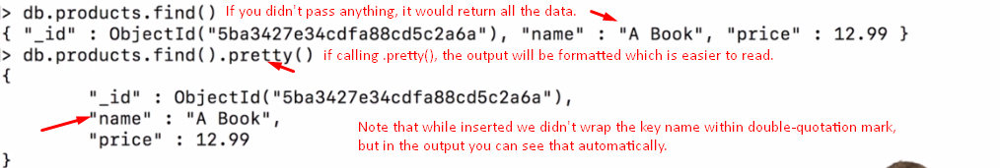 > db.products.find() If you didn't pass anything, it would return all the data.
{ "_id" : ObjectId("5ba3427e34cdfa88cd5c2a6a"), "name" : "A Book", "price" : 12.99 }
> db.products.find().pretty() if calling .pretty(), the output will be formatted which is easier to read.
{
"_id" : ObjectId("5ba3427e34cdfa88cd5c2a6a"),
"name" : "A Book",
"price" : 12.99
Note that while inserted we didn't wrap the key name within double-quotation mark,
but in the output you can see that automatically.
}